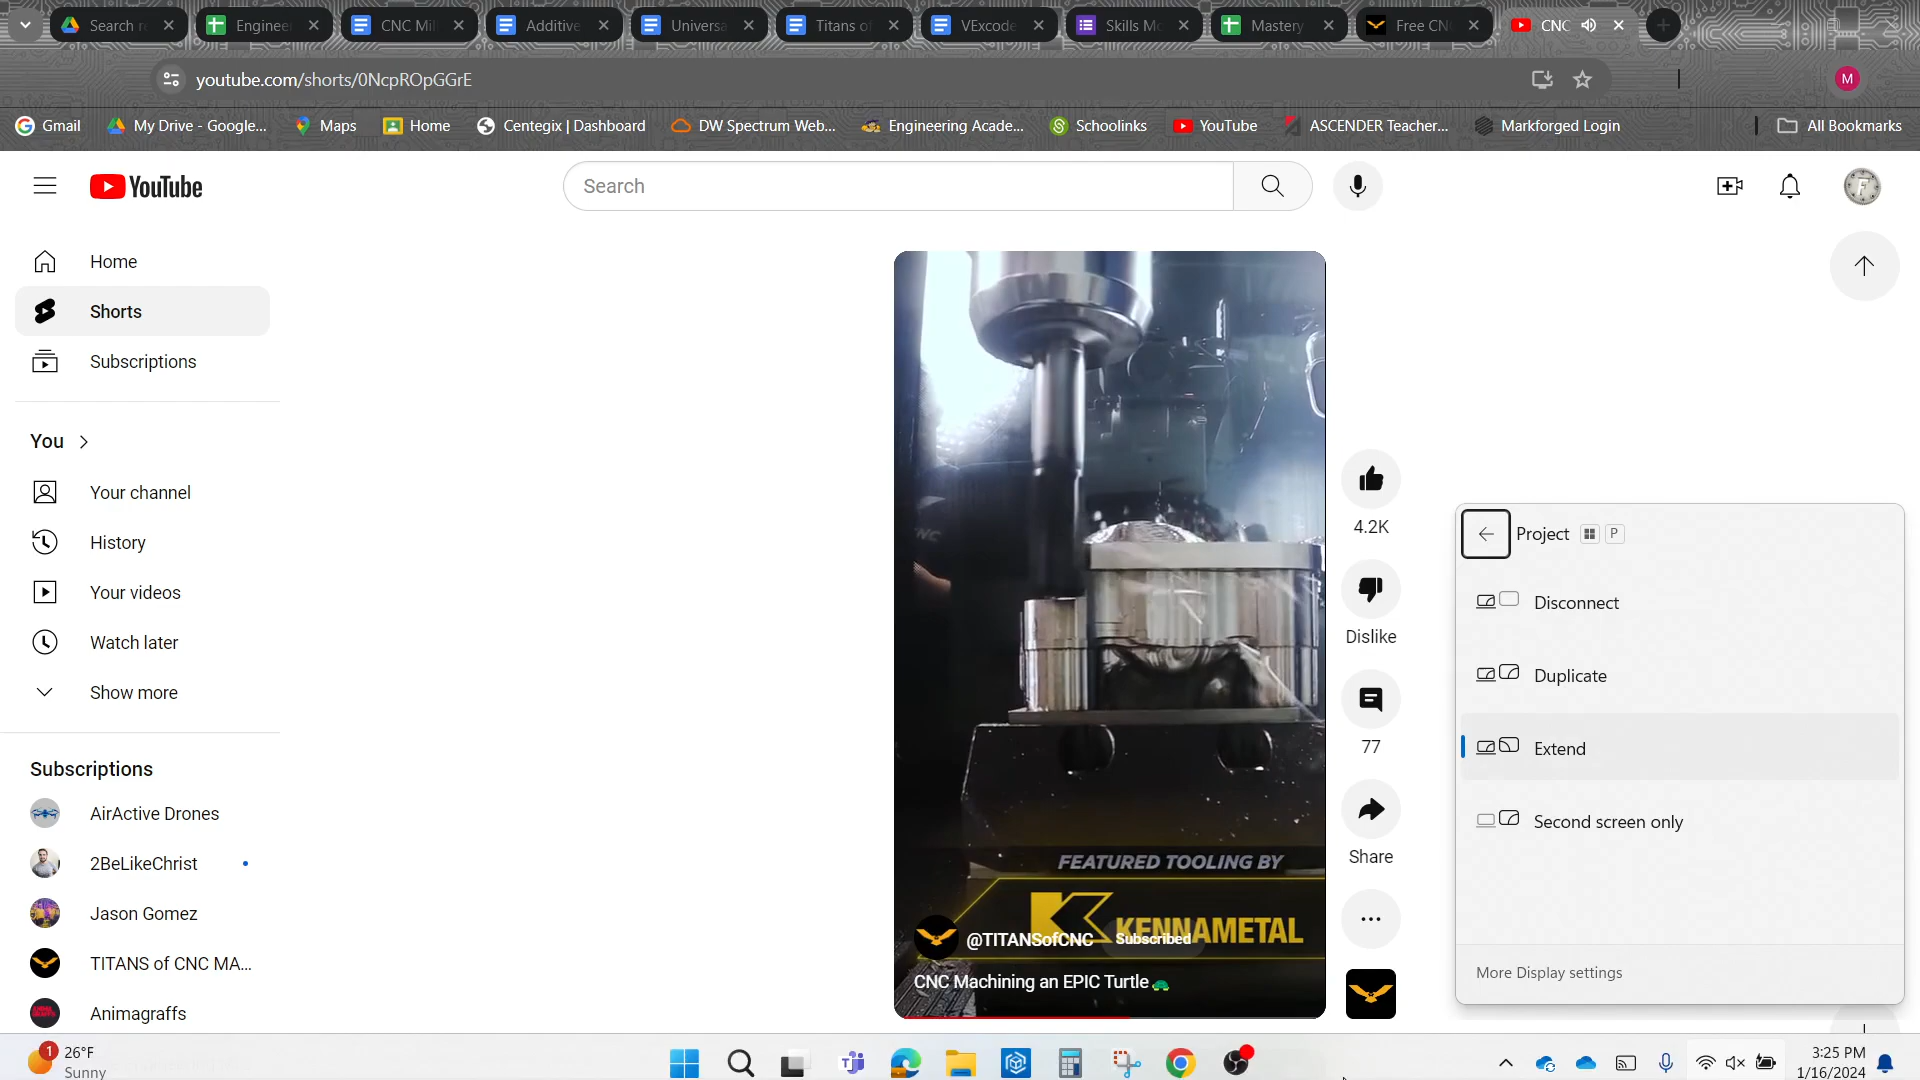 Search re
Enginee
CNC Mil
Additive
Universa
Titans o
VExcode
Skills Mc
Mastery
Free CN
CNC
youtube.com/shorts/0NcpROpGGrE
M
Gmail
My Drive - Google...
Maps
Home
Centegix | Dashboard
DW Spectrum Web...
Engineering Acade...
Schoolinks
YouTube
ASCENDER Teacher...
Markforged Login
All Bookmarks
YouTube
Search
Home
Shorts
Subscriptions
You
Your channel
History
Your videos
Watch later
Show more
Subscriptions
AirActive Drones
2BeLikeChrist
Jason Gomez
TITANS of CNC MA...
Animagraffs
FEATURED TOOLING BY
KENNAMETAL
@TITANSofCNC Subscribed
CNC Machining an EPIC Turtle🐢
4.2K
Dislike
77
Share
Project P
Disconnect
Duplicate
Extend
Second screen only
More Display settings
1
26°F
Sunny
3:25 PM
1/16/2024